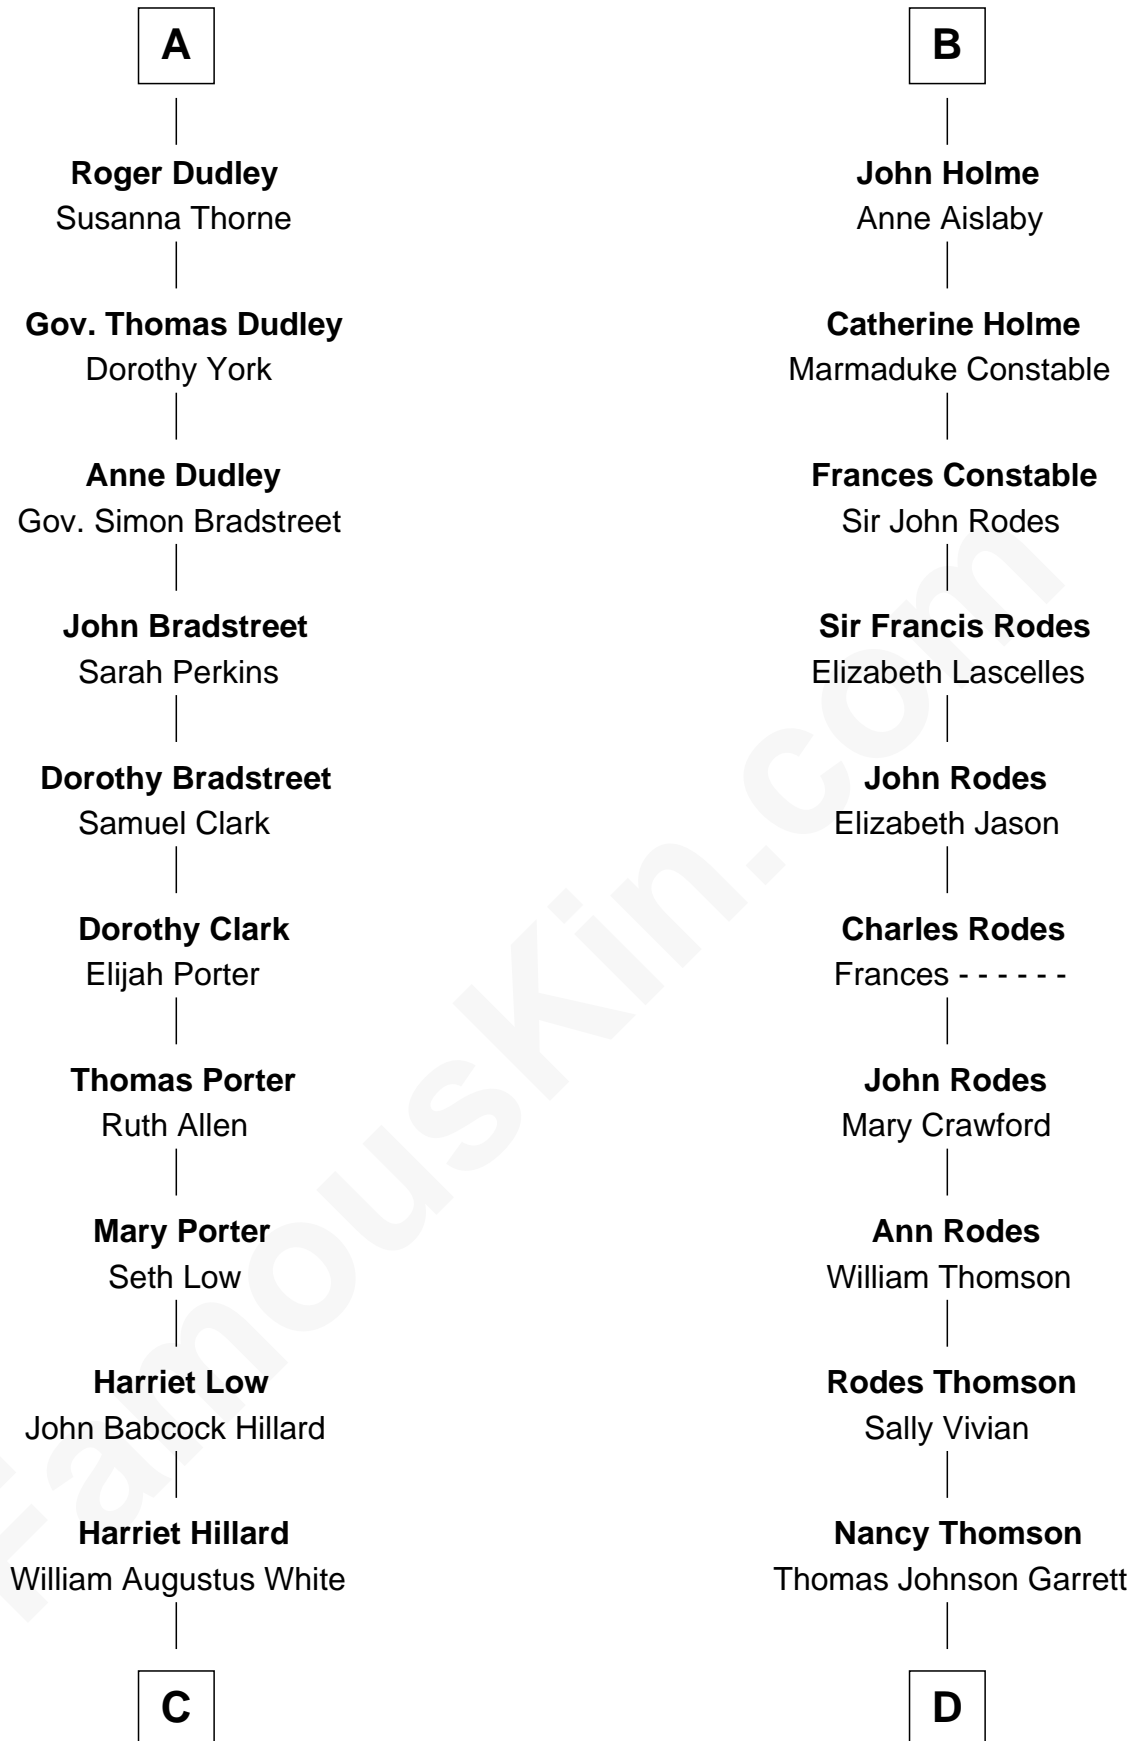 A
Roger Dudley
Susanna Thorne
Gov. Thomas Dudley
Dorothy York
Anne Dudley
Gov. Simon Bradstreet
John Bradstreet
Sarah Perkins
Dorothy Bradstreet
Samuel Clark
Dorothy Clark
Elijah Porter
Thomas Porter
Ruth Allen
Mary Porter
Seth Low
Harriet Low
John Babcock Hillard
Harriet Hillard
William Augustus White
C
B
John Holme
Anne Aislaby
Catherine Holme
Marmaduke Constable
Frances Constable
Sir John Rodes
Sir Francis Rodes
Elizabeth Lascelles
John Rodes
Elizabeth Jason
Charles Rodes
Frances - - - - - -
John Rodes
Mary Crawford
Ann Rodes
William Thomson
Rodes Thomson
Sally Vivian
Nancy Thomson
Thomas Johnson Garrett
D
FamousKin.com